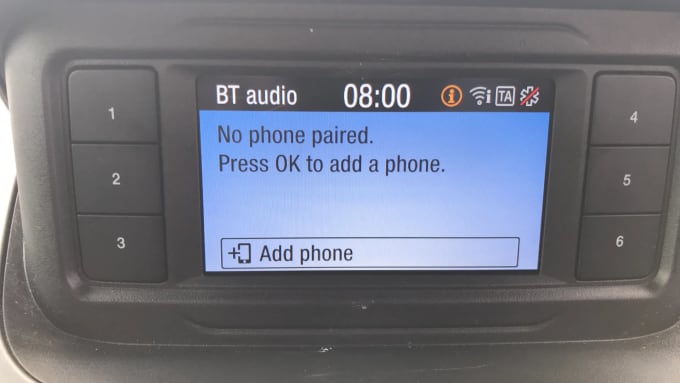 BT audio 08:00 i i TA
No phone paired.
Press OK to add a phone.
Add phone
1
2
3
4
5
6